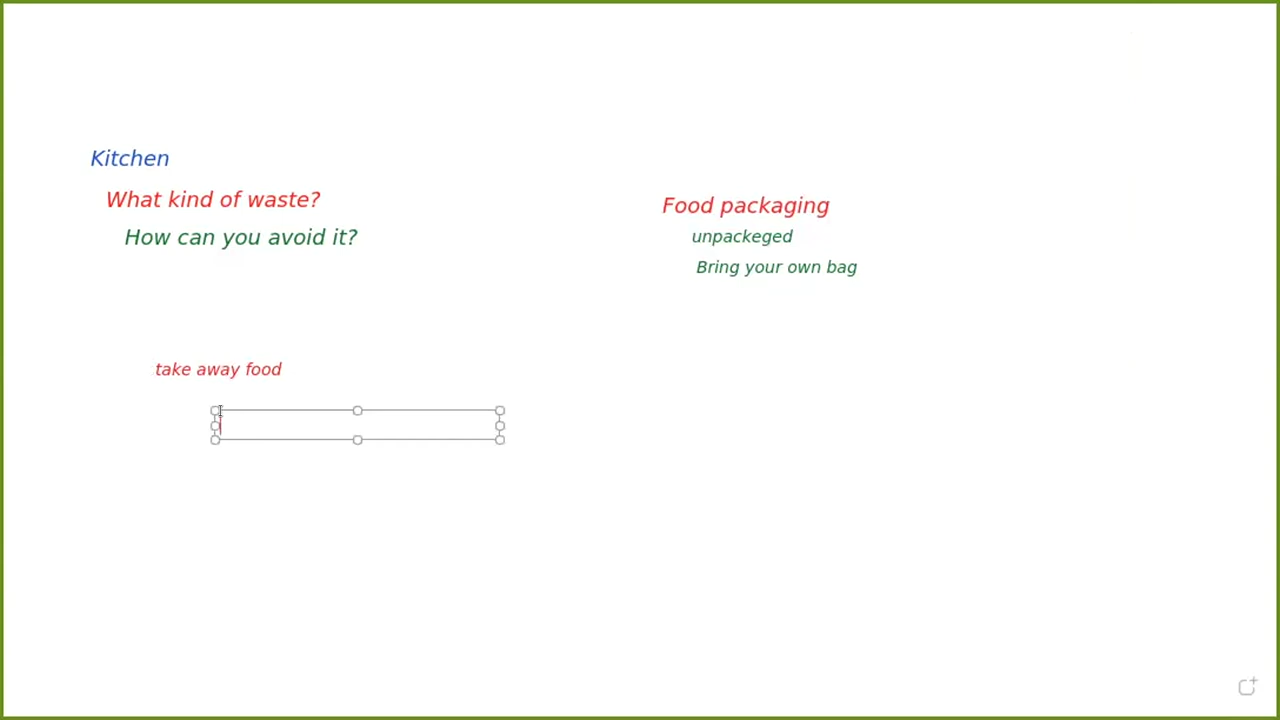 Kitchen
What kind of waste?
How can you avoid it?
Food packaging
unpackeged
Bring your own bag
take away food